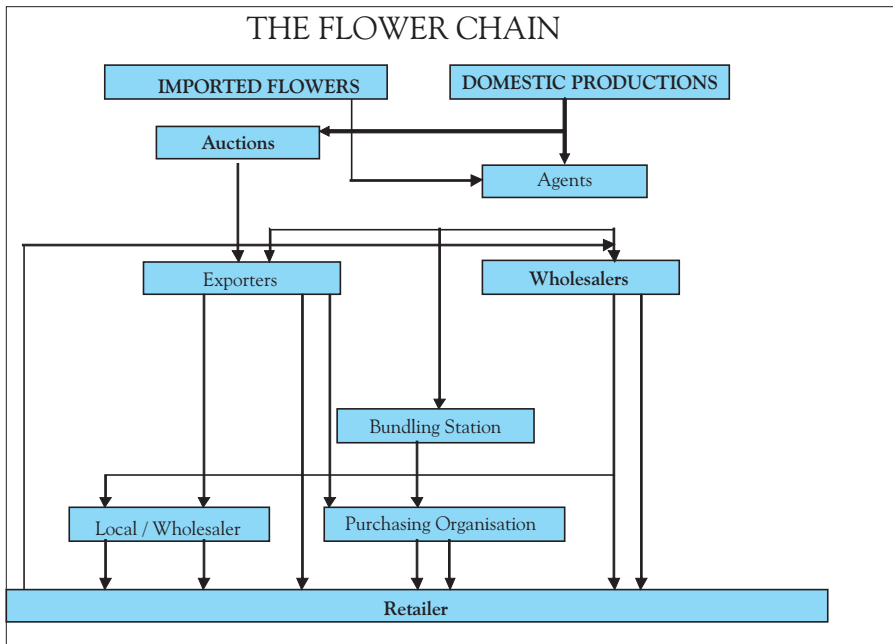 THE FLOWER CHAIN
IMPORTED FLOWERS
DOMESTIC PRODUCTIONS
Auctions
Agents
Exporters
Wholesalers
Bundling Station
Local / Wholesaler
Purchasing Organisation
Retailer